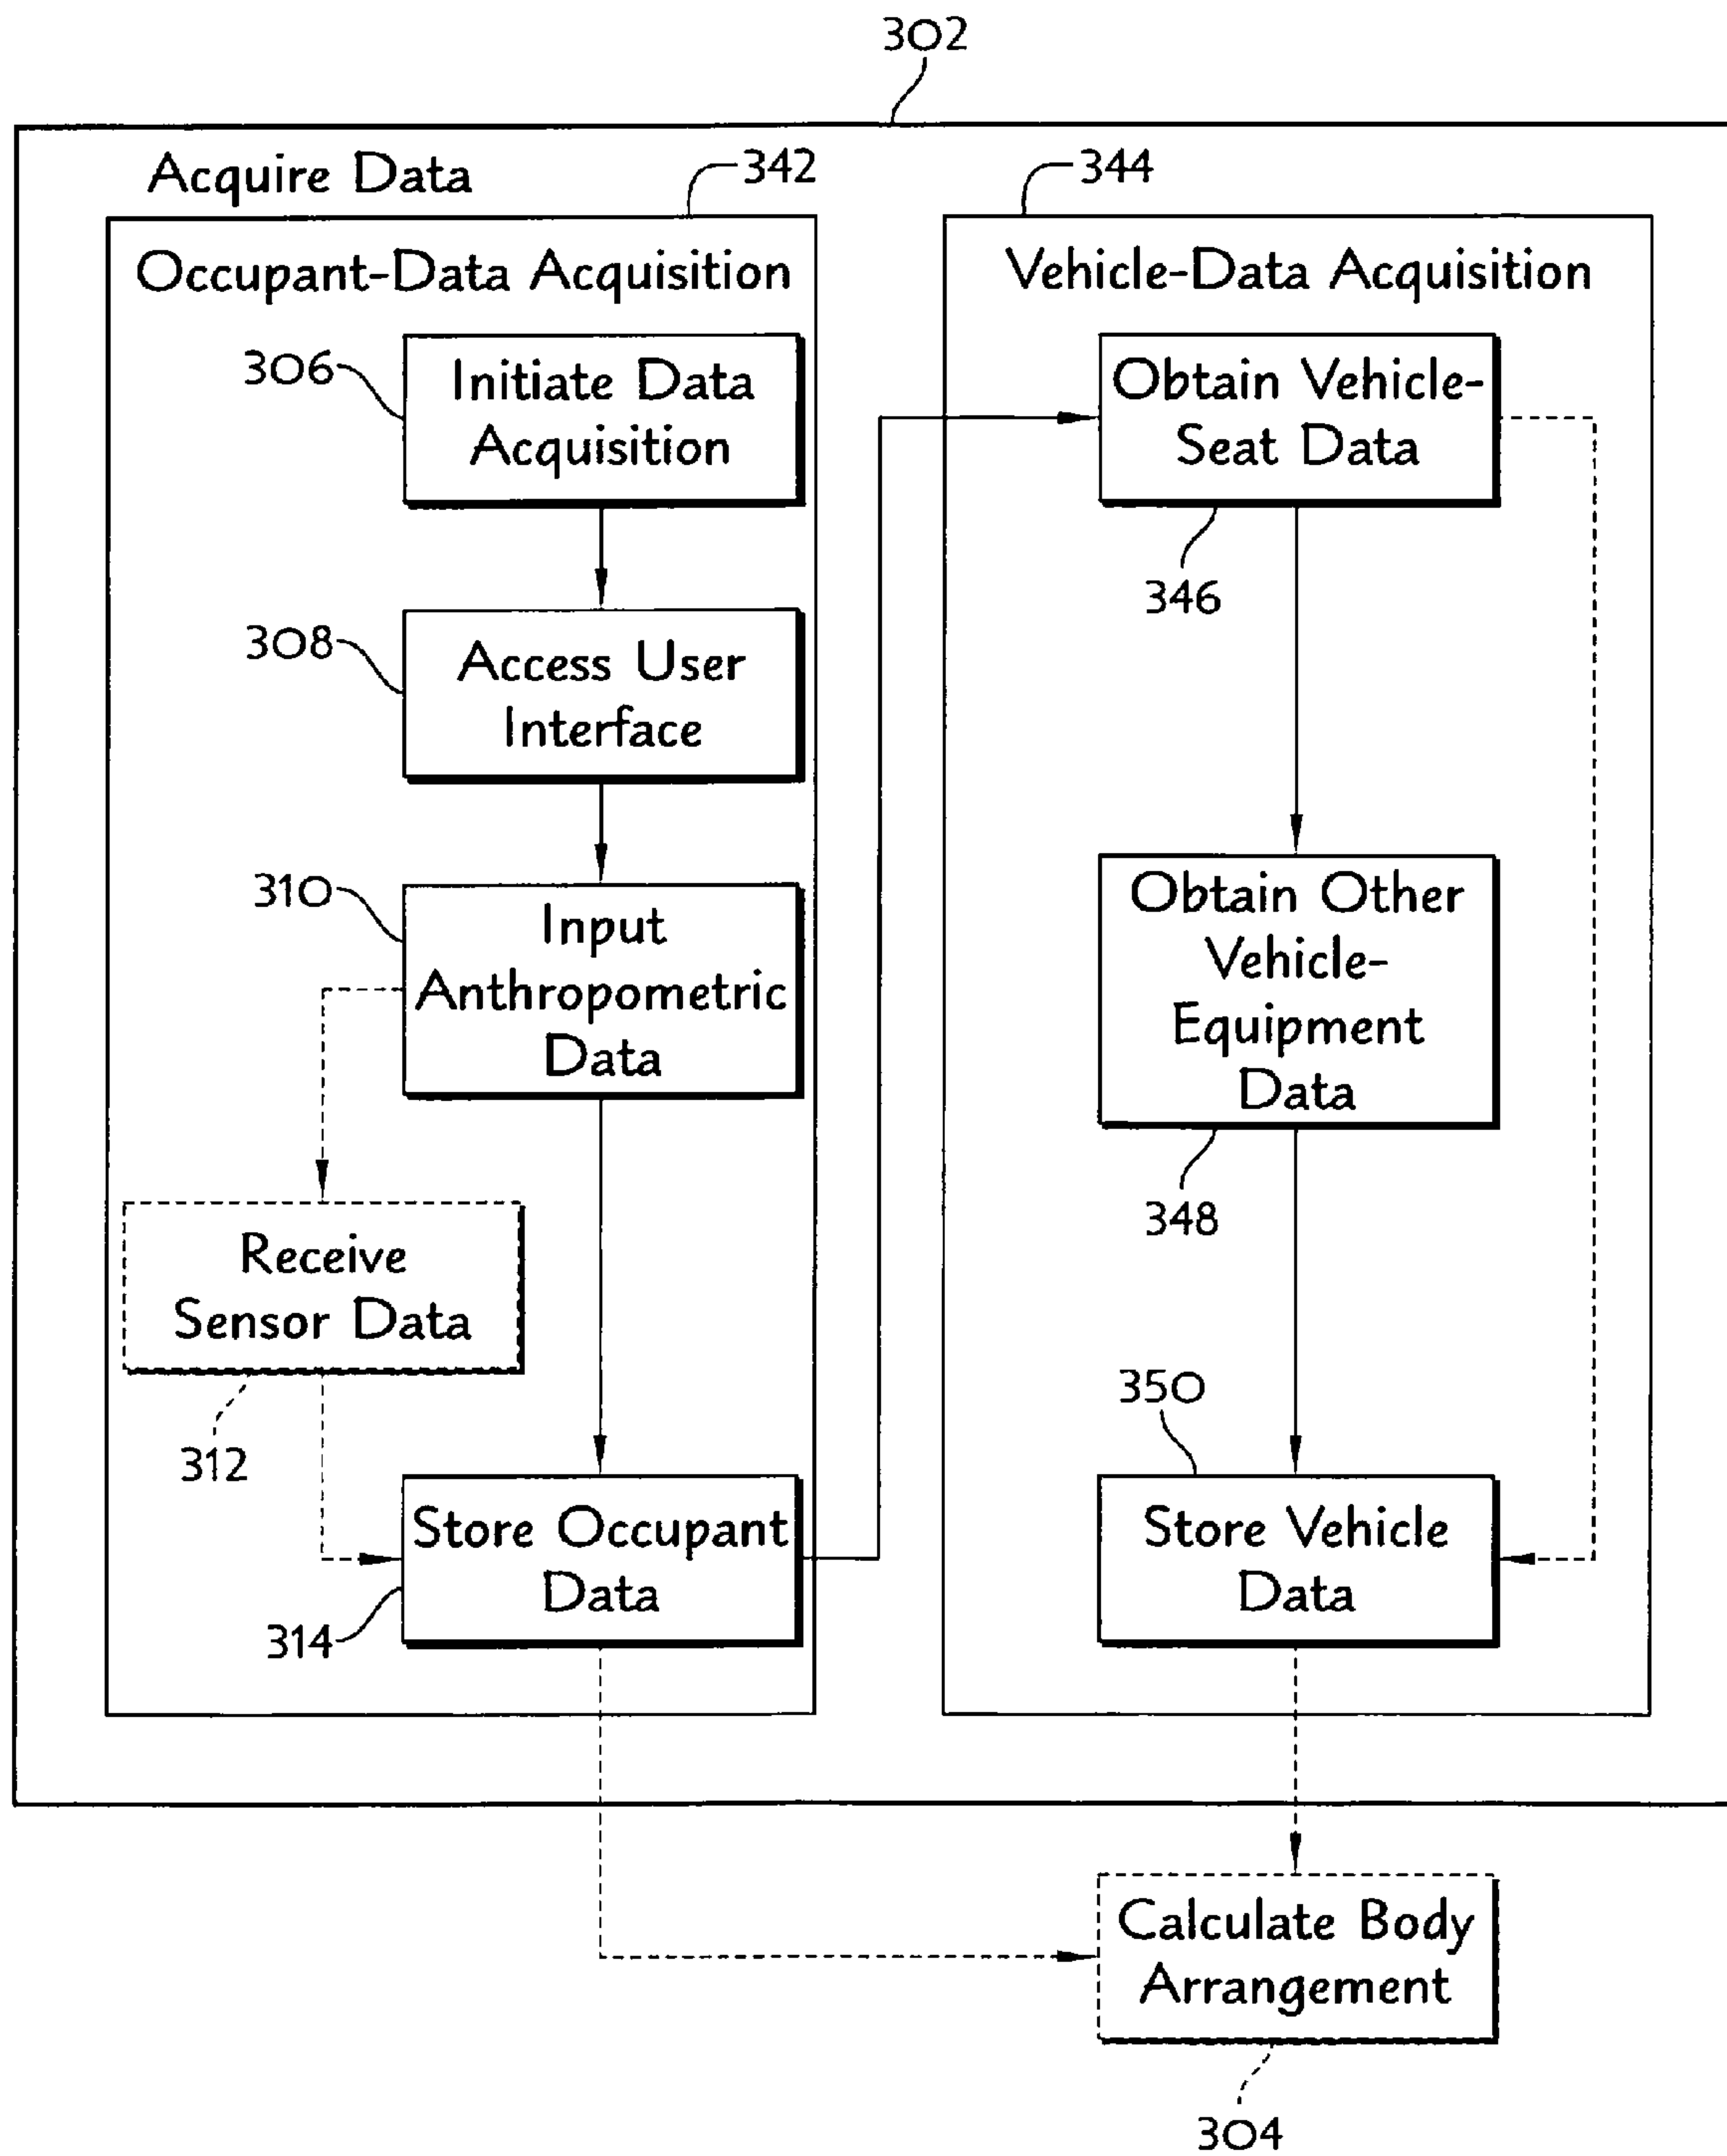 302
Acquire Data
342
344
Occupant-Data Acquisition
Vehicle-Data Acquisition
306
Initiate Data
Acquisition
Obtain Vehicle-
Seat Data
346
308
Access User
Interface
310
Input
Anthropometric
Data
Obtain Other
Vehicle-
Equipment
Data
348
Receive
Sensor Data
312
350
Store Occupant
Data
314
Store Vehicle
Data
Calculate Body
Arrangement
304